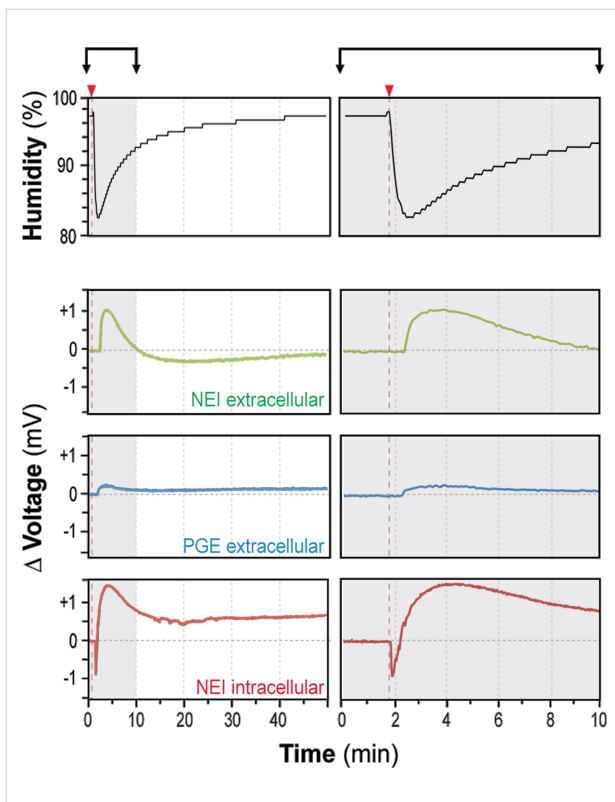 Humidity (%)
100
90
80
Δ Voltage (mV)
+1
0
-1
NEI extracellular
+1
0
-1
PGE extracellular
+1
0
-1
NEI intracellular
0 10 20 30 40 0 2 4 6 8 10
Time (min)